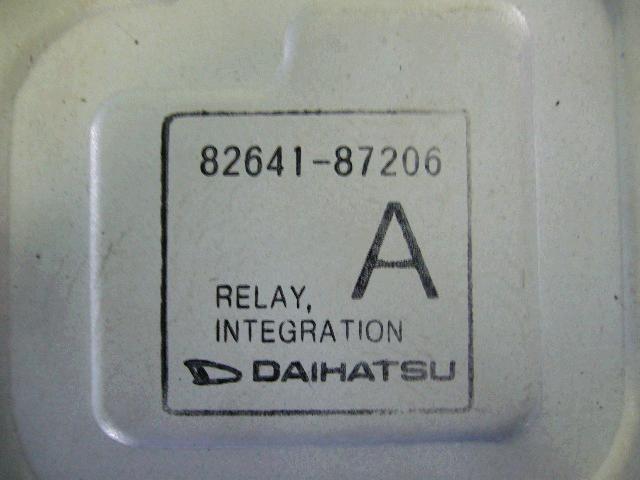 82641-87206
A
RELAY,
INTEGRATION
DAIHATSU